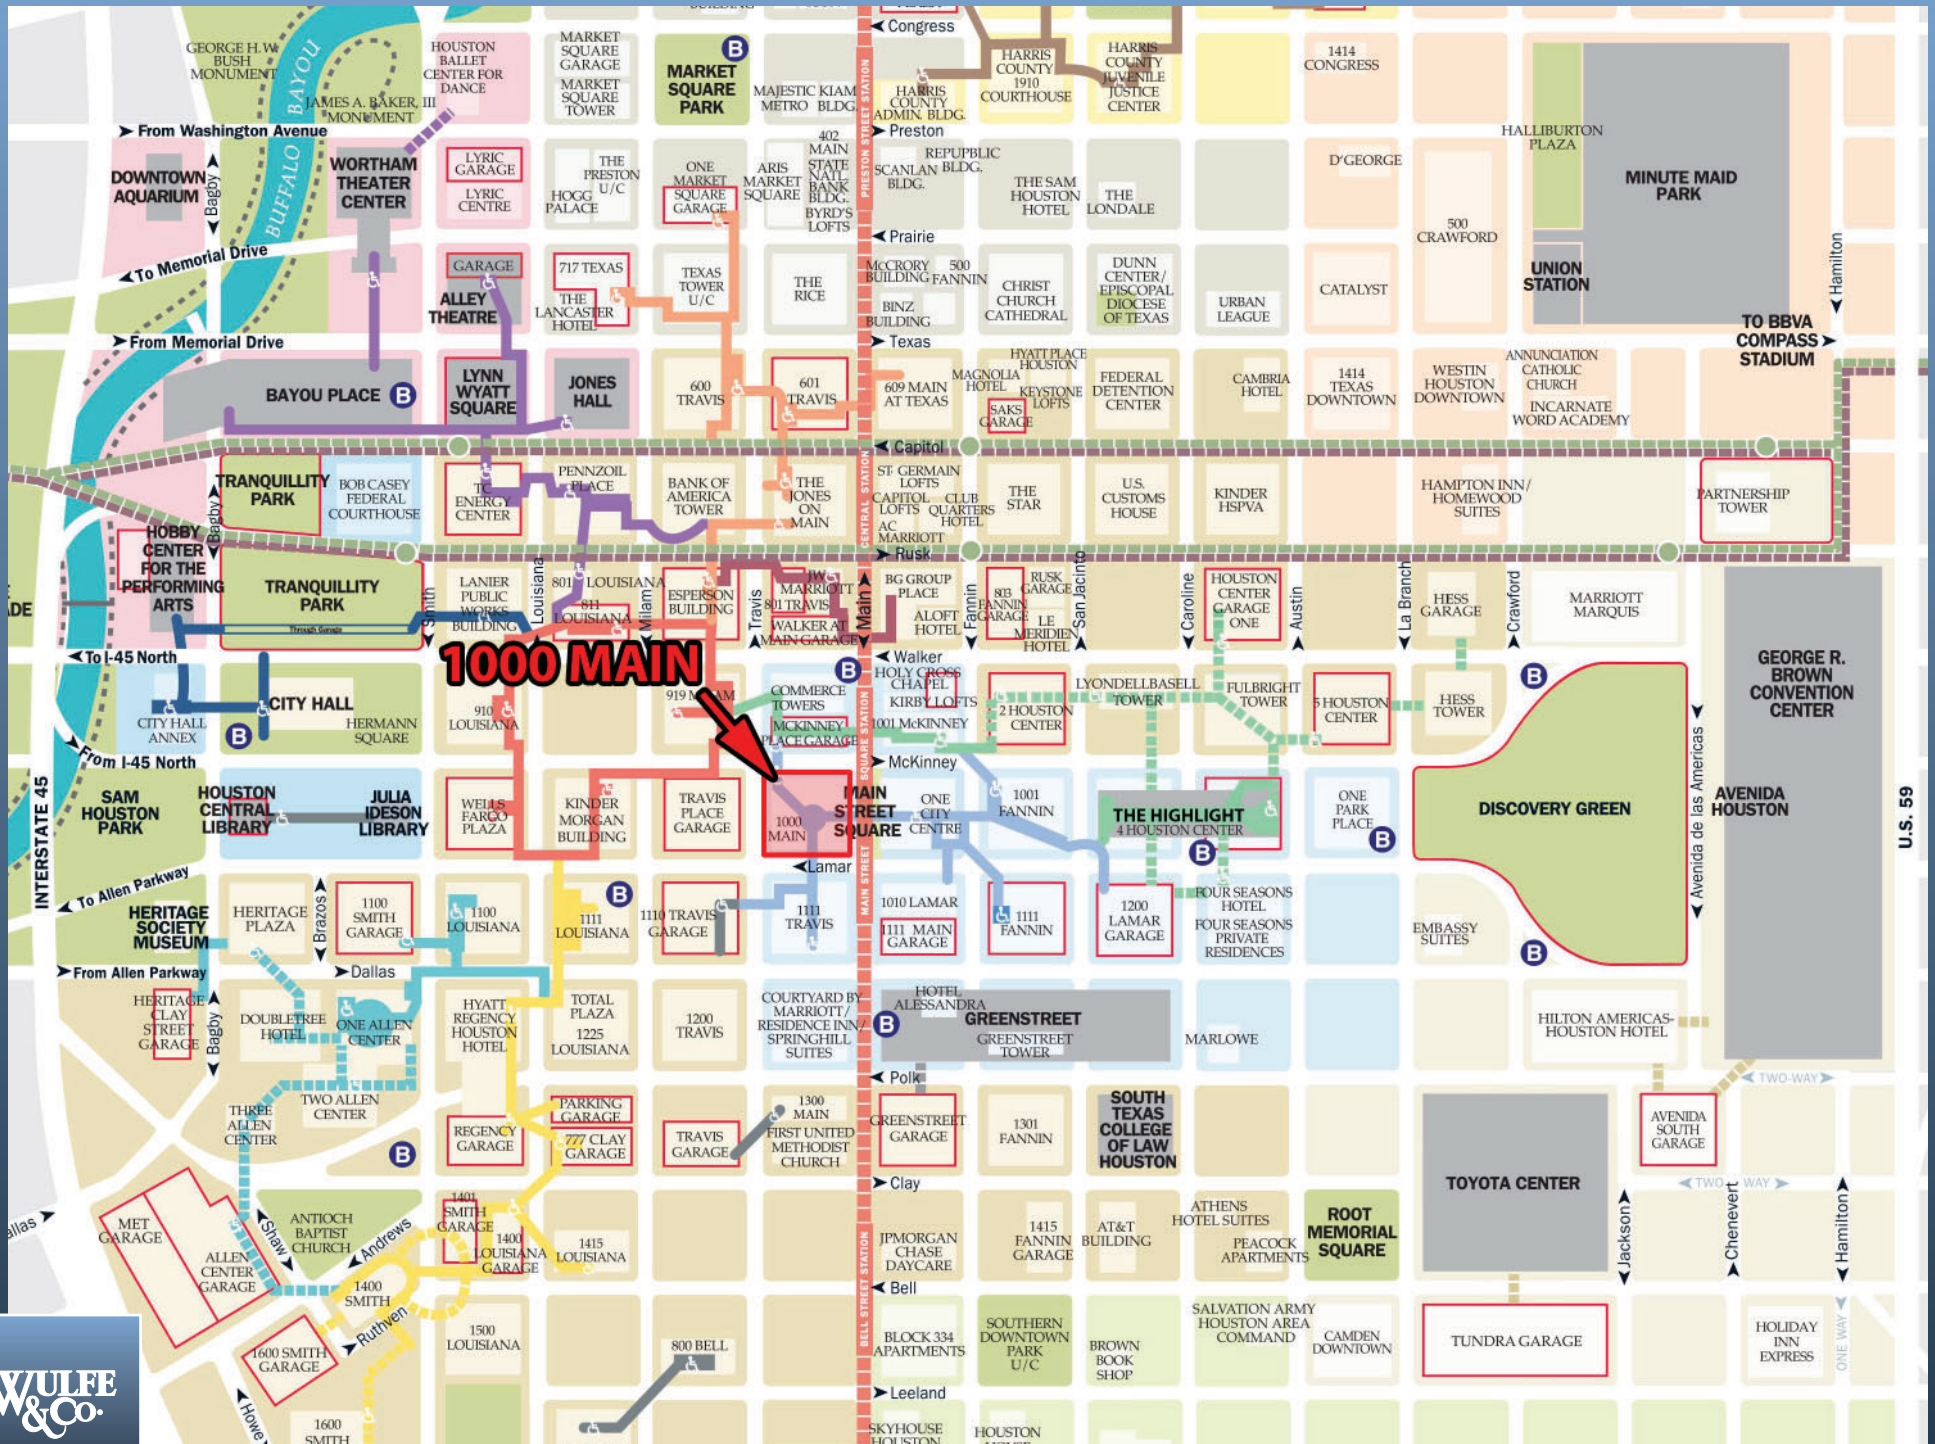 BUILDING
Congress
GEORGE H.W.
BUSH
MONUMENT
BUFFALO BAYOU
HOUSTON
BALLET
CENTER FOR
DANCE
MARKET
SQUARE
GARAGE
MARKET
SQUARE
TOWER
B
MARKET
SQUARE
PARK
MAJESTIC
METRO
KIAM
BLDG.
HARRIS
COUNTY
ADMIN. BLDG.
HARRIS
COUNTY
1910
COURTHOUSE
HARRIS
COUNTY
JUVENILE
JUSTICE
CENTER
1414
CONGRESS
JAMES A. BAKER, III
MONUMENT
From Washington Avenue
PRESTON STREET STATION
Preston
HALLIBURTON
PLAZA
MINUTE MAID
PARK
DOWNTOWN
AQUARIUM
Bagby
WORTHAM
THEATER
CENTER
LYRIC
GARAGE
LYRIC
CENTRE
HOGG
PALACE
THE
PRESTON
U/C
ONE
MARKET
SQUARE
GARAGE
ARIS
MARKET
SQUARE
402
MAIN
STATE
NATL.
BANK
BLDG.
BYRD'S
LOFTS
SCANLAN
BLDG.
REPUPBLIC
BLDG.
THE SAM
HOUSTON
HOTEL
THE
LONDALE
D'GEORGE
500
CRAWFORD
Prairie
To Memorial Drive
GARAGE
ALLEY
THEATRE
717 TEXAS
THE
LANCASTER
HOTEL
TEXAS
TOWER
U/C
THE
RICE
McCRORY
BUILDING
500
FANNIN
BINZ
BUILDING
CHRIST
CHURCH
CATHEDRAL
DUNN
CENTER/
EPISCOPAL
DIOCESE
OF TEXAS
URBAN
LEAGUE
CATALYST
UNION
STATION
Hamilton
From Memorial Drive
Texas
TO BBVA
COMPASS
STADIUM
BAYOU PLACE
B
LYNN
WYATT
SQUARE
JONES
HALL
600
TRAVIS
601
TRAVIS
609 MAIN
AT TEXAS
MAGNOLIA
HOTEL
HYATT PLACE
HOUSTON
KEYSTONE
LOFTS
SAKS
GARAGE
FEDERAL
DETENTION
CENTER
CAMBRIA
HOTEL
1414
TEXAS
DOWNTOWN
WESTIN
HOUSTON
DOWNTOWN
ANNUNCIATION
CATHOLIC
CHURCH
INCARNATE
WORD ACADEMY
Capitol
TRANQUILLITY
PARK
Bagby
BOB CASEY
FEDERAL
COURTHOUSE
TC
ENERGY
CENTER
PENNZOIL
PLACE
BANK OF
AMERICA
TOWER
THE
JONES
ON
MAIN
CENTRAL STATION
ST. GERMAIN
LOFTS
CAPITOL
LOFTS
CLUB
QUARTERS
HOTEL
AC
MARRIOTT
THE
STAR
U.S.
CUSTOMS
HOUSE
KINDER
HSPVA
HAMPTON INN/
HOMEWOOD
SUITES
PARTNERSHIP
TOWER
Rusk
HOBBY
CENTER
FOR THE
PERFORMING
ARTS
TRANQUILLITY
PARK
Through Garage
Smith
LANIER
PUBLIC
WORKS
BUILDING
Louisiana
801 LOUISIANA
811
LOUISIANA
Miami
ESPERSON
BUILDING
Travis
JW
MARRIOTT
801 TRAVIS
WALKER AT
MAIN GARAGE
Main
BG GROUP
PLACE
ALOFT
HOTEL
Fannin
803
FANNIN
GARAGE
RUSK
GARAGE
LE
MERIDIEN
HOTEL
San Jacinto
Caroline
HOUSTON
CENTER
GARAGE
ONE
Austin
La Branch
HESS
GARAGE
Crawford
MARRIOTT
MARQUIS
ADE
To I-45 North
Walker
1000 MAIN
CITY HALL
ANNEX
CITY HALL
B
HERMANN
SQUARE
910
LOUISIANA
COMMERCE
TOWERS
B
MCKINNEY
PLACE GARAGE
HOLY CROSS
CHAPEL
KIRBY LOFTS
1001 McKINNEY
2 HOUSTON
CENTER
LYONDELLBASELL
TOWER
FULBRIGHT
TOWER
5 HOUSTON
CENTER
HESS
TOWER
B
GEORGE R.
BROWN
CONVENTION
CENTER
From I-45 North
McKinney
INTERSTATE 45
SAM
HOUSTON
PARK
HOUSTON
CENTRAL
LIBRARY
JULIA
IDESON
LIBRARY
WELLS
FARGO
PLAZA
KINDER
MORGAN
BUILDING
TRAVIS
PLACE
GARAGE
1000
MAIN
MAIN
STREET
SQUARE
MAIN STREET SQUARE STATION
ONE
CITY
CENTRE
1001
FANNIN
THE HIGHLIGHT
4 HOUSTON CENTER
B
ONE
PARK
PLACE
B
DISCOVERY GREEN
Avenida de las Americas
AVENIDA
HOUSTON
U.S. 59
Lamar
To Allen Parkway
HERITAGE
SOCIETY
MUSEUM
HERITAGE
PLAZA
Brazos
1100
SMITH
GARAGE
1100
LOUISIANA
B
1111
LOUISIANA
1110 TRAVIS
GARAGE
1111
TRAVIS
1010 LAMAR
1111 MAIN
GARAGE
1111
FANNIN
1200
LAMAR
GARAGE
FOUR SEASONS
HOTEL
FOUR SEASONS
PRIVATE
RESIDENCES
EMBASSY
SUITES
B
From Allen Parkway
Dallas
HERITAGE
CLAY
STREET
GARAGE
Bagby
DOUBLETREE
HOTEL
ONE ALLEN
CENTER
HYATT
REGENCY
HOUSTON
HOTEL
TOTAL
PLAZA
1225
LOUISIANA
1200
TRAVIS
COURTYARD BY
MARRIOTT/
RESIDENCE INN/
SPRINGHILL
SUITES
B
HOTEL
ALESSANDRA
GREENSTREET
GREENSTREET
TOWER
MARLOWE
HILTON AMERICAS-
HOUSTON HOTEL
Polk
TWO-WAY
THREE
ALLEN
CENTER
TWO ALLEN
CENTER
B
REGENCY
GARAGE
PARKING
GARAGE
777 CLAY
GARAGE
TRAVIS
GARAGE
1300
MAIN
FIRST UNITED
METHODIST
CHURCH
GREENSTREET
GARAGE
1301
FANNIN
SOUTH
TEXAS
COLLEGE
OF LAW
HOUSTON
TOYOTA CENTER
AVENIDA
SOUTH
GARAGE
Clay
TWO WAY
MET
GARAGE
ALLEN
CENTER
GARAGE
Shaw
ANTIOCH
BAPTIST
CHURCH
Andrews
1401
SMITH
GARAGE
1400
LOUISIANA
GARAGE
1415
LOUISIANA
BELL STREET STATION
JPMORGAN
CHASE
DAYCARE
1415
FANNIN
GARAGE
AT&T
BUILDING
ATHENS
HOTEL SUITES
PEACOCK
APARTMENTS
ROOT
MEMORIAL
SQUARE
Jackson
Chenevert
Hamilton
1400
SMITH
Bell
Ruthven
1600 SMITH
GARAGE
1500
LOUISIANA
800 BELL
BLOCK 334
APARTMENTS
SOUTHERN
DOWNTOWN
PARK
U/C
BROWN
BOOK
SHOP
SALVATION ARMY
HOUSTON AREA
COMMAND
CAMDEN
DOWNTOWN
TUNDRA GARAGE
HOLIDAY
INN
EXPRESS
ONE WAY
Leeland
Howe
1600
SMITH
SKYHOUSE
HOUSTON
HOUSTON
WULFE
&CO.